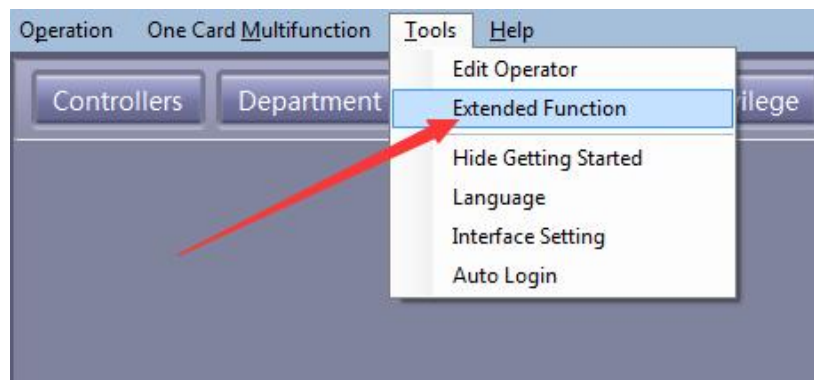 Operation One Card Multifunction Tools Help
Edit Operator
Controllers Department vilege
Extended Function
Hide Getting Started
Language
Interface Setting
Auto Login